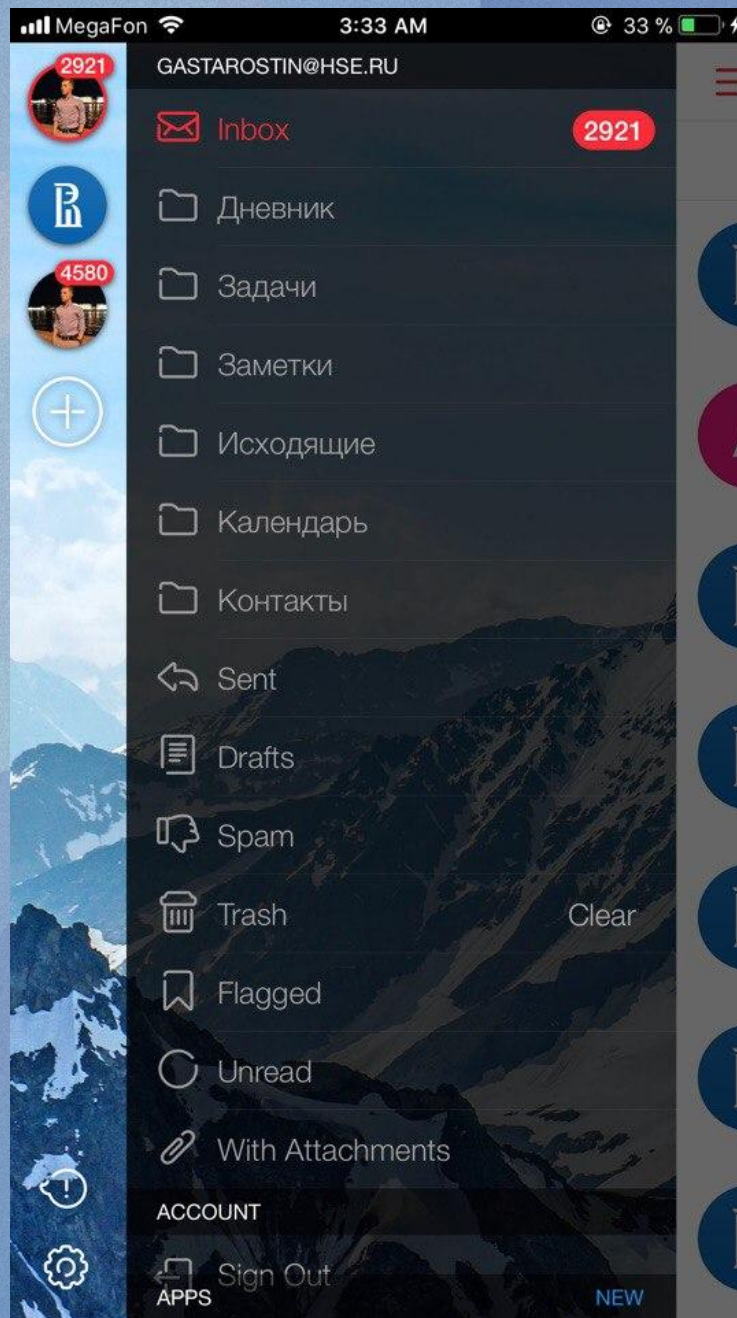 MegaFon 3:33 AM 33 %
2921
GASTAROSTIN@HSE.RU
Inbox 2921
Дневник
4580
Задачи
Заметки
Исходящие
Календарь
Контакты
Sent
Drafts
Spam
Trash Clear
Flagged
Unread
With Attachments
ACCOUNT
Sign Out
APPS NEW